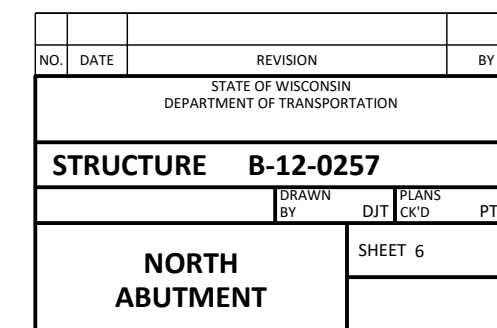 NO. DATE REVISION BY
STATE OF WISCONSIN
DEPARTMENT OF TRANSPORTATION
STRUCTURE B-12-0257
DRAWN BY DJT PLANS CK'D PT
NORTH
ABUTMENT
SHEET 6